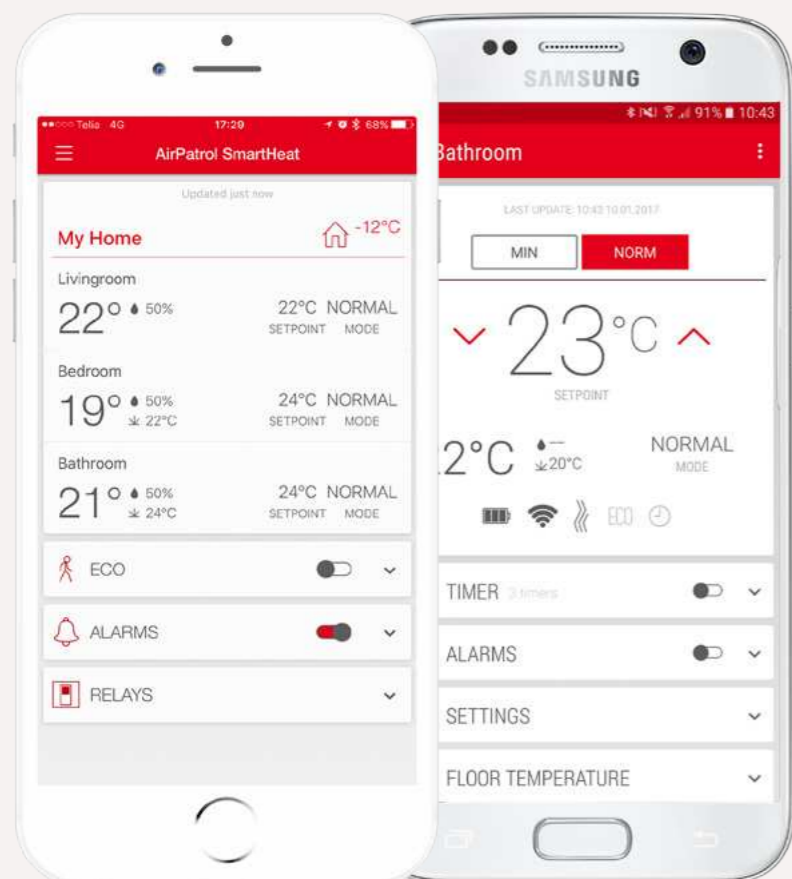 Telia 4G 17:29 68%
AirPatrol SmartHeat
Updated just now
My Home -12°C
Livingroom
22° 50% 22°C NORMAL
SETPOINT MODE
Bedroom
19° 50% 24°C NORMAL
22°C SETPOINT MODE
Bathroom
21° 50% 24°C NORMAL
24°C SETPOINT MODE
ECO
ALARMS
RELAYS
SAMSUNG
91% 10:43
Bathroom
LAST UPDATE: 10:43 10.01.2017
MIN NORM
23°C
SETPOINT
2°C -- NORMAL
20°C MODE
ECO
TIMER 3 timers
ALARMS
SETTINGS
FLOOR TEMPERATURE